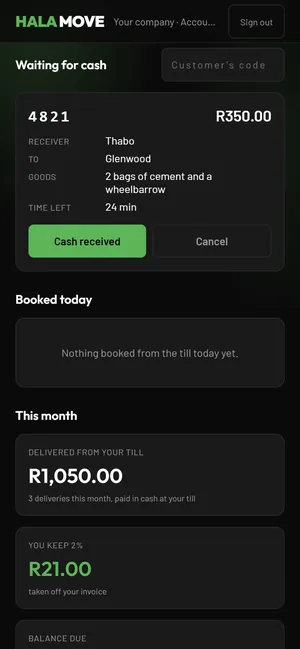 HALA MOVE Your company · Accou... Sign out
Waiting for cash Customer's code
4821 R350.00
RECEIVER Thabo
TO Glenwood
GOODS 2 bags of cement and a
wheelbarrow
TIME LEFT 24 min
Cash received Cancel
Booked today
Nothing booked from the till today yet.
This month
DELIVERED FROM YOUR TILL
R1,050.00
3 deliveries this month, paid in cash at your till
YOU KEEP 2%
R21.00
taken off your invoice
BALANCE DUE